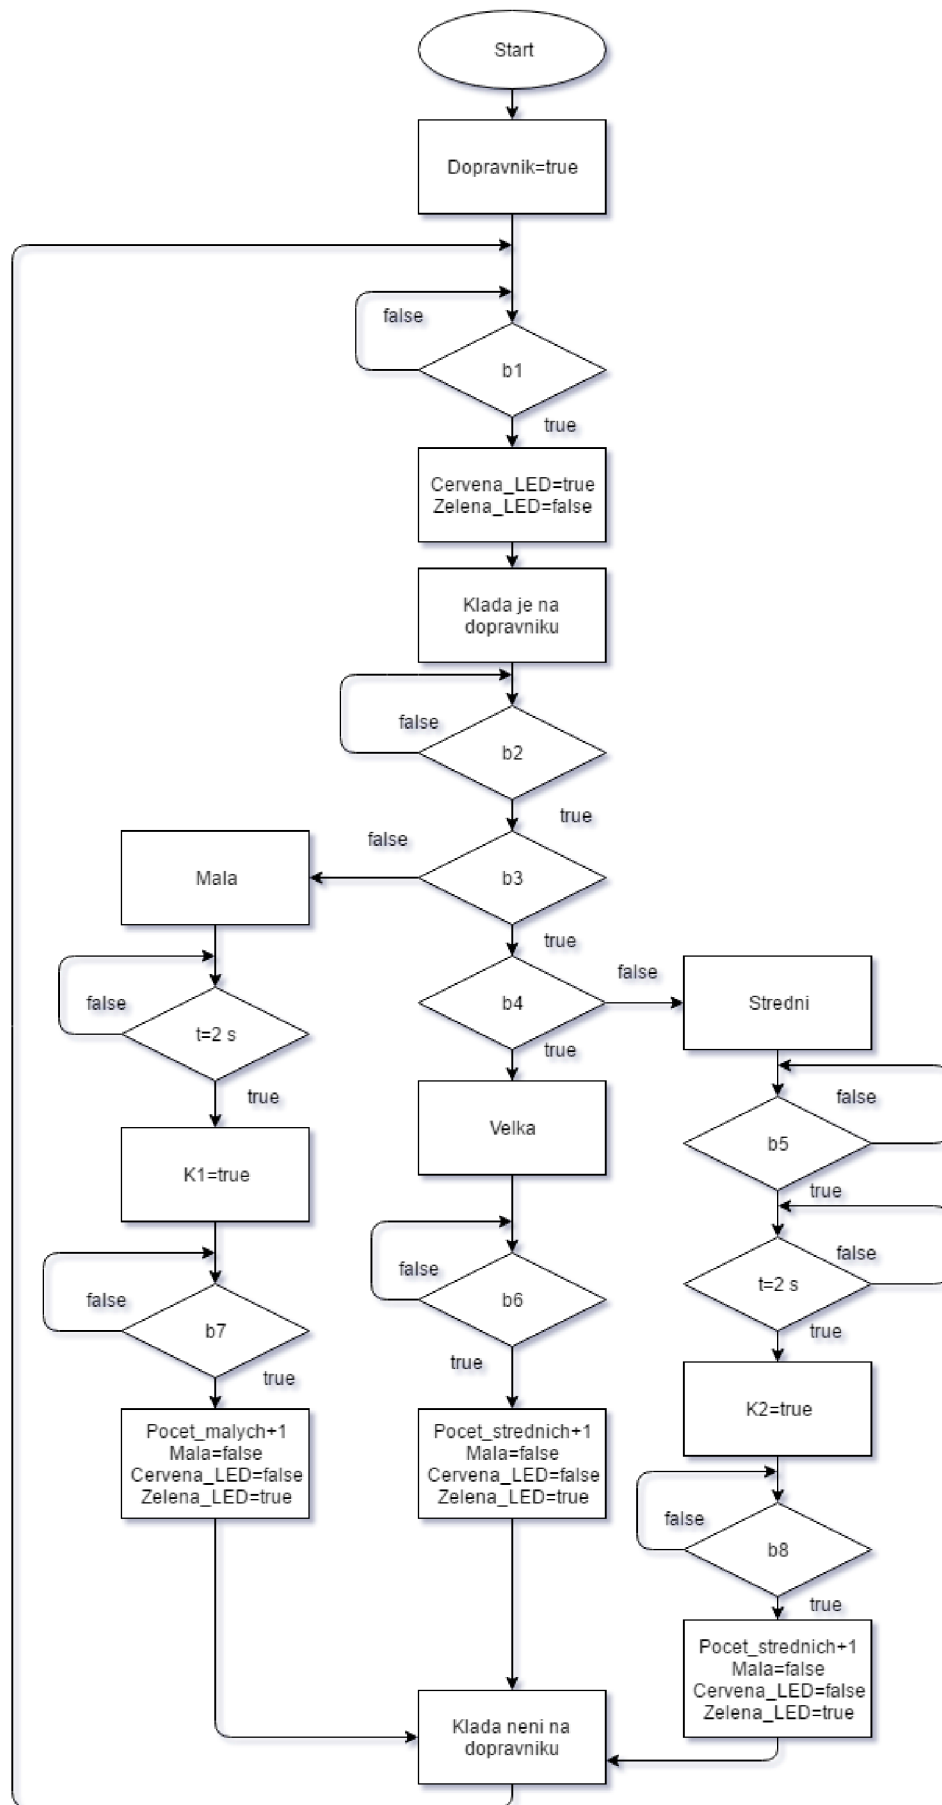 Start
Dopravnik=true
false
b1
true
Cervena_LED=true
Zelena_LED=false
Klada je na
dopravniku
false
b2
true
false
b3
Mala
true
false
b4
Stredni
true
false
t=2 s
true
Velka
false
b5
true
K1=true
false
t=2 s
true
false
b7
true
false
b6
true
K2=true
Pocet_malych+1
Mala=false
Cervena_LED=false
Zelena_LED=true
Pocet_strednich+1
Mala=false
Cervena_LED=false
Zelena_LED=true
false
b8
true
Pocet_strednich+1
Mala=false
Cervena_LED=false
Zelena_LED=true
Klada neni na
dopravniku